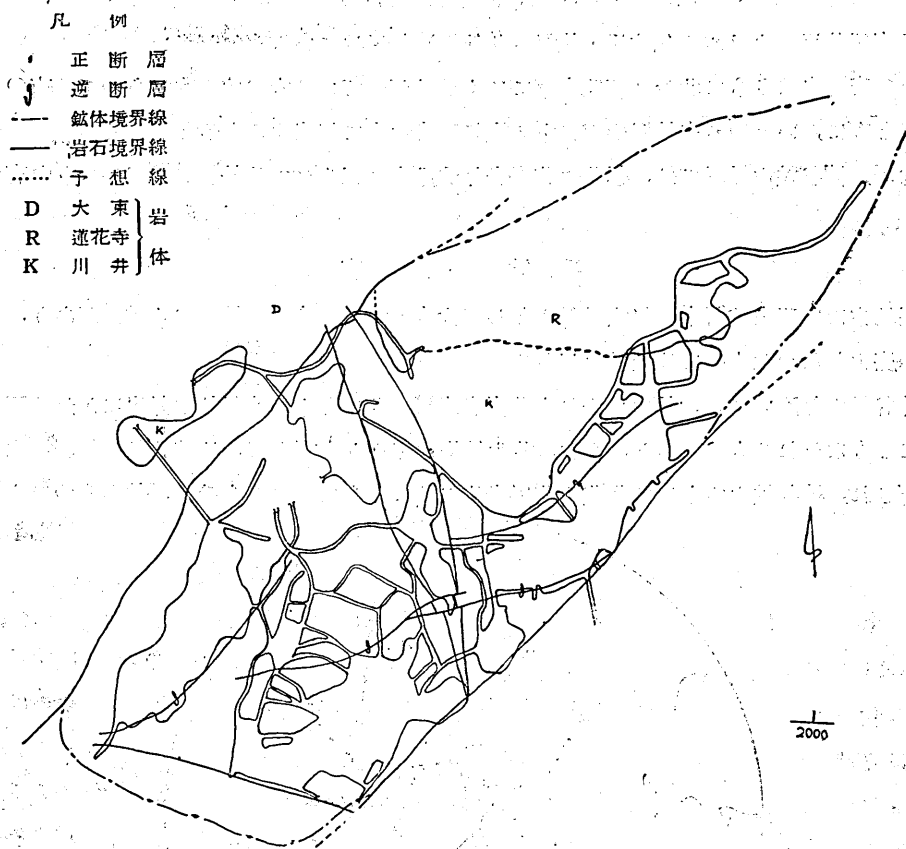 凡 例
正 断 層
逆 断 層
鉱体境界線
岩石境界線
予 想 線
D 大 東
R 蓮花寺
K 川 井
岩体
D
R
K
K
1/2000